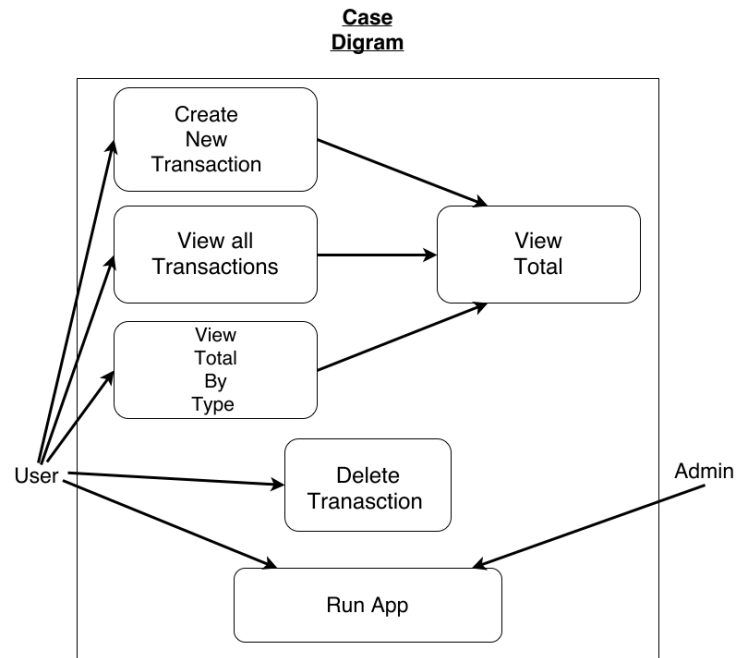 Case
Digram
Create
New
Transaction
View all
Transactions
View
Total
View
Total
By
Type
User
Delete
Tranasction
Admin
Run App